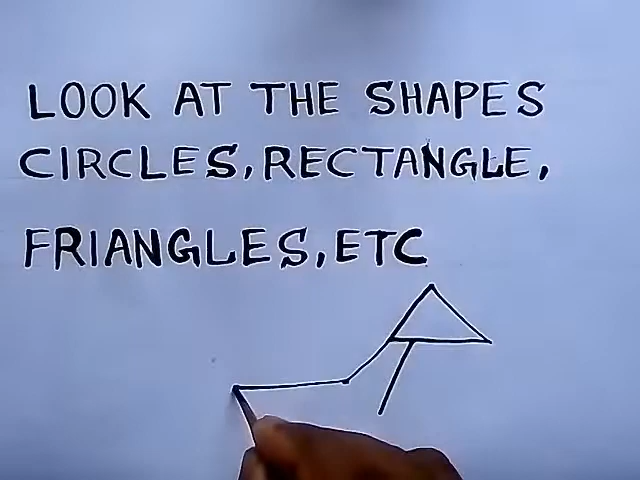 LOOK AT THE SHAPES
CIRCLES, RECTANGLE,
FRIANGLES, ETC